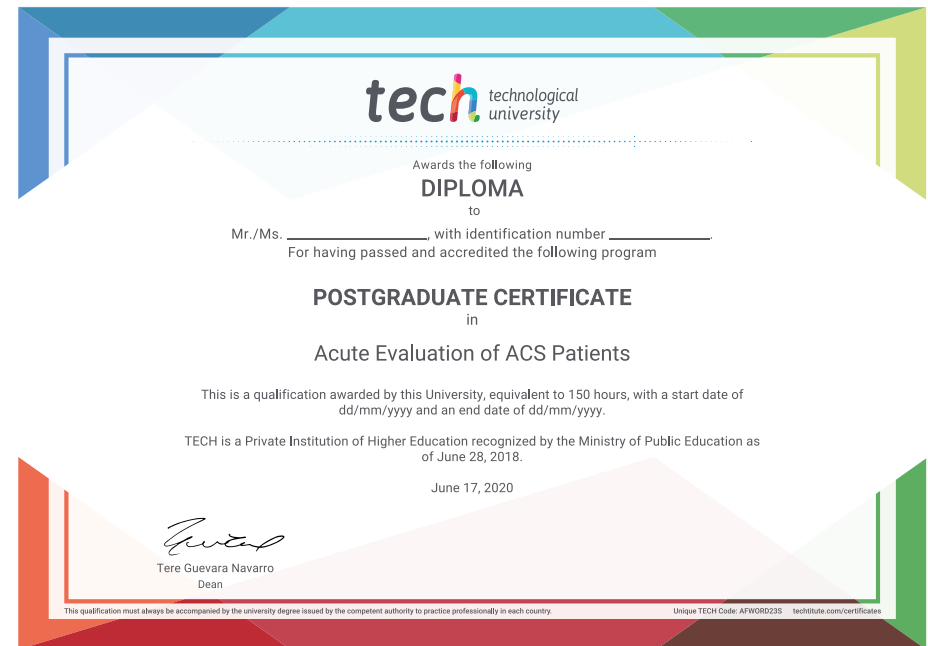 tech technological
university
Awards the following
DIPLOMA
to
Mr./Ms. ____________________, with identification number ______________.
For having passed and accredited the following program
POSTGRADUATE CERTIFICATE
in
Acute Evaluation of ACS Patients
This is a qualification awarded by this University, equivalent to 150 hours, with a start date of
dd/mm/yyyy and an end date of dd/mm/yyyy.
TECH is a Private Institution of Higher Education recognized by the Ministry of Public Education as
of June 28, 2018.
June 17, 2020
Tere Guevara Navarro
Dean
This qualification must always be accompanied by the university degree issued by the competent authority to practice professionally in each country.
Unique TECH Code: AFWORD23S techtitute.com/certificates